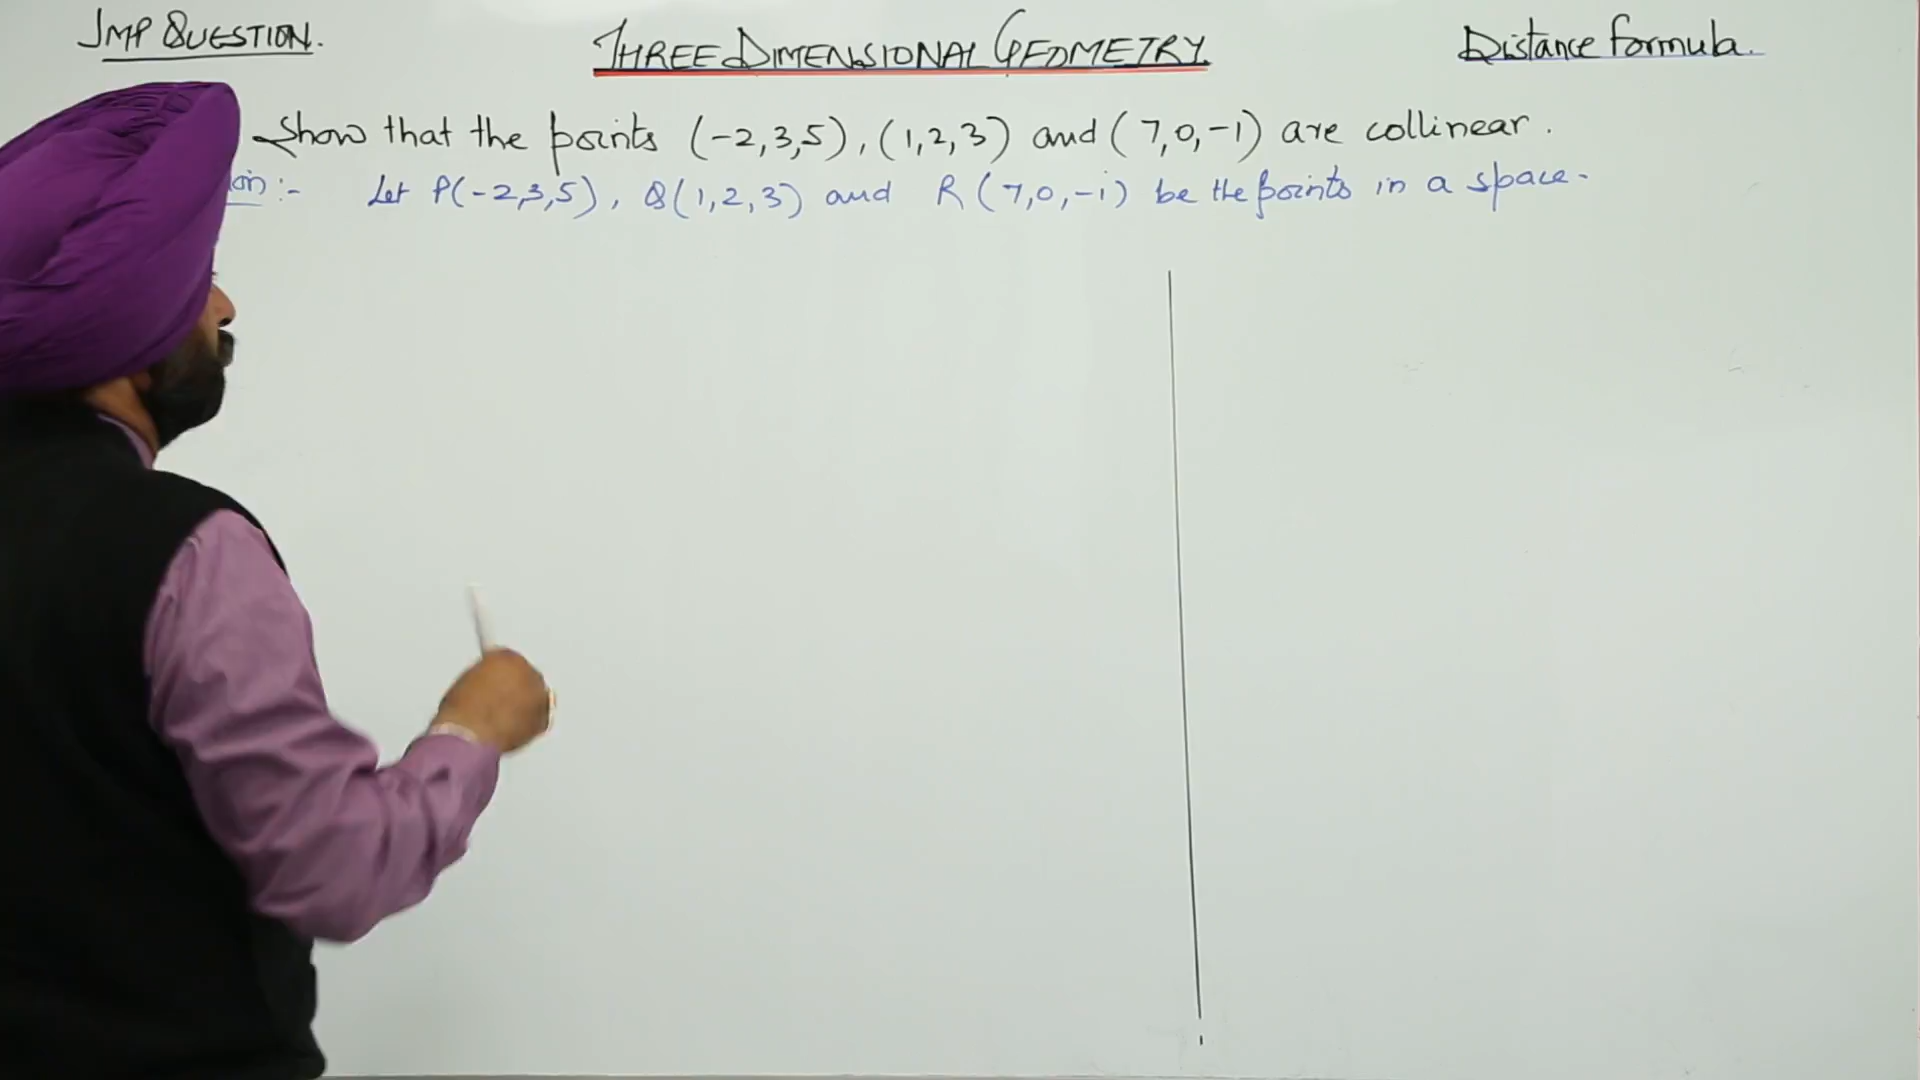 IMP QUESTION.
THREE DIMENSIONAL GEOMETRY
Distance formula.
Show that the points (-2,3,5), (1,2,3) and (7,0,-1) are collinear.
:- Let P(-2,3,5), Q(1,2,3) and R(7,0,-1) be the points in a space.